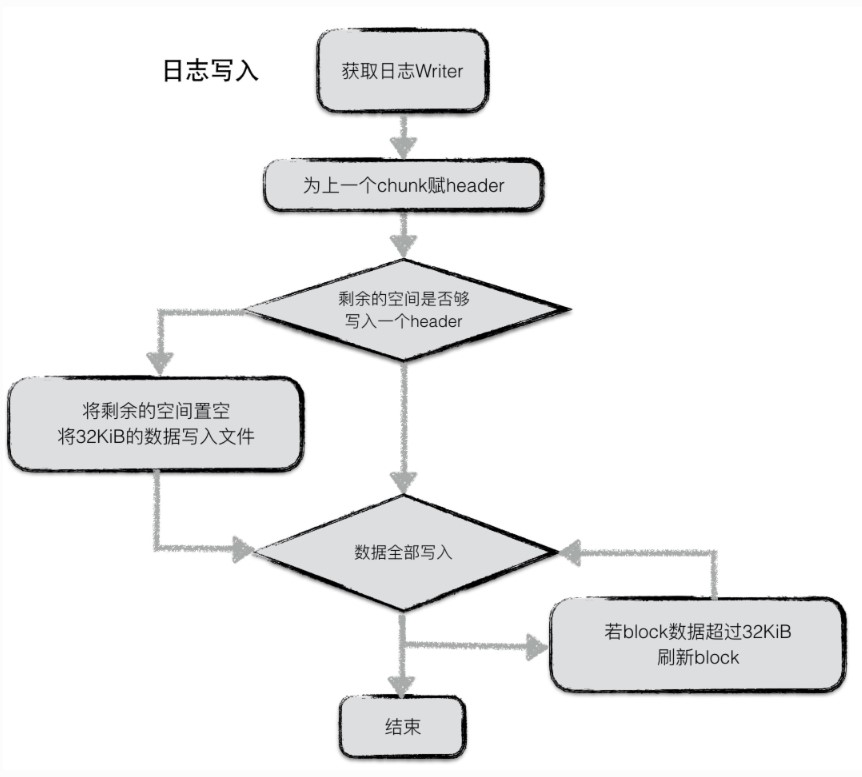 日志写入
获取日志Writer
为上一个chunk赋header
剩余的空间是否够
写入一个header
将剩余的空间置空
将32KiB的数据写入文件
数据全部写入
若block数据超过32KiB
刷新block
结束